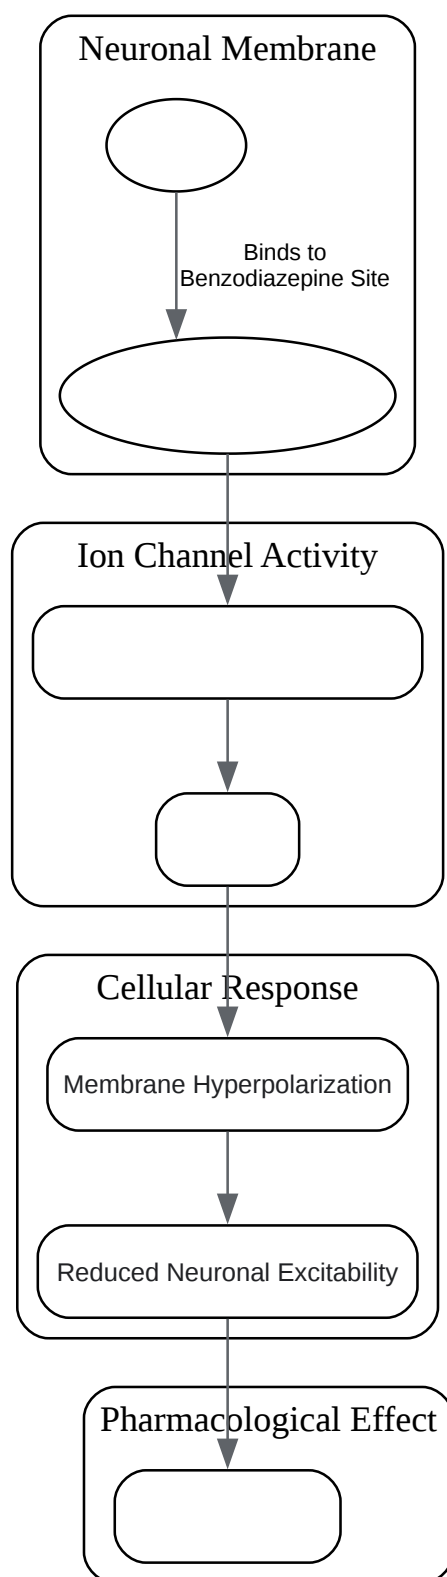 Neuronal Membrane
Binds to
Benzodiazepine Site
Ion Channel Activity
Membrane Hyperpolarization
Cellular Response
Reduced Neuronal Excitability
Pharmacological Effect